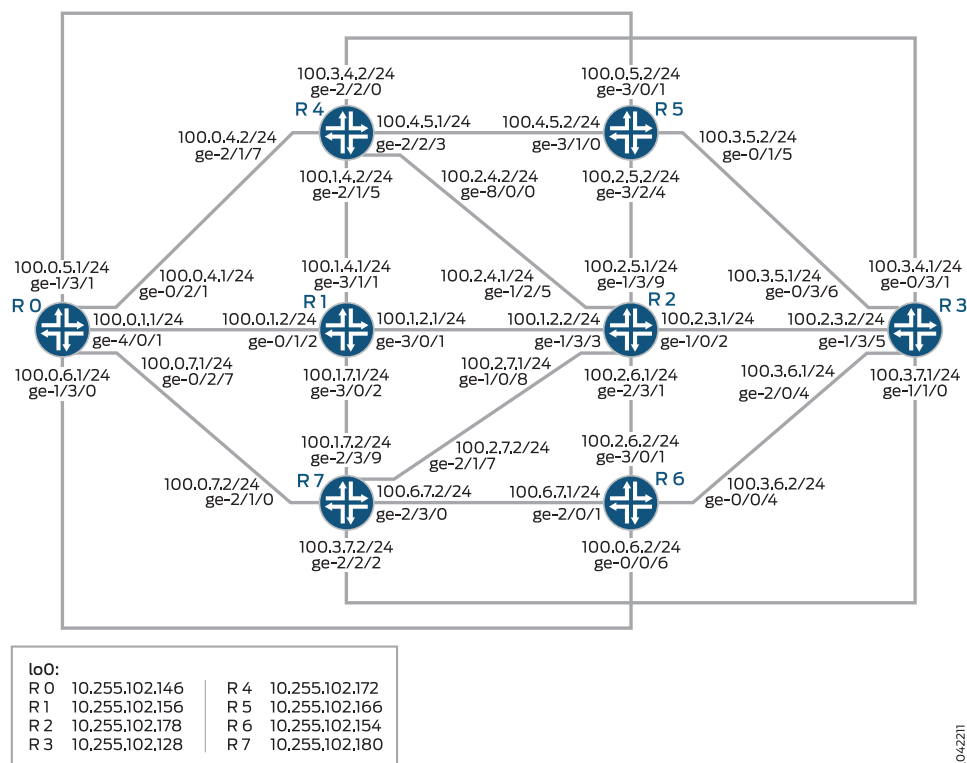 100.3.4.2/24
ge-2/2/0
R 4
100.0.5.2/24
ge-3/0/1
R 5
100.0.4.2/24
ge-2/1/7
100.4.5.1/24
ge-2/2/3
100.4.5.2/24
ge-3/1/0
100.3.5.2/24
ge-0/1/5
100.1.4.2/24
ge-2/1/5
100.2.4.2/24
ge-8/0/0
100.2.5.2/24
ge-3/2/4
100.0.5.1/24
ge-1/3/1
R 0
100.0.4.1/24
ge-0/2/1
100.1.4.1/24
ge-3/1/1
R 1
100.2.4.1/24
ge-1/2/5
100.2.5.1/24
ge-1/3/9
R 2
100.3.5.1/24
ge-0/3/6
100.3.4.1/24
ge-0/3/1
R 3
100.0.1.1/24
ge-4/0/1
100.0.1.2/24
ge-0/1/2
100.1.2.1/24
ge-3/0/1
100.1.2.2/24
ge-1/3/3
100.2.3.1/24
ge-1/0/2
100.2.3.2/24
ge-1/3/5
100.0.6.1/24
ge-1/3/0
100.0.7.1/24
ge-0/2/7
100.1.7.1/24
ge-3/0/2
100.2.7.1/24
ge-1/0/8
100.2.6.1/24
ge-2/3/1
100.3.6.1/24
ge-2/0/4
100.3.7.1/24
ge-1/1/0
100.1.7.2/24
ge-2/3/9
R 7
100.2.7.2/24
ge-2/1/7
100.2.6.2/24
ge-3/0/1
R 6
100.0.7.2/24
ge-2/1/0
100.6.7.2/24
ge-2/3/0
100.6.7.1/24
ge-2/0/1
100.3.6.2/24
ge-0/0/4
100.3.7.2/24
ge-2/2/2
100.0.6.2/24
ge-0/0/6
lo0:
R 0 10.255.102.146 R 4 10.255.102.172
R 1 10.255.102.156 R 5 10.255.102.166
R 2 10.255.102.178 R 6 10.255.102.154
R 3 10.255.102.128 R 7 10.255.102.180
042211